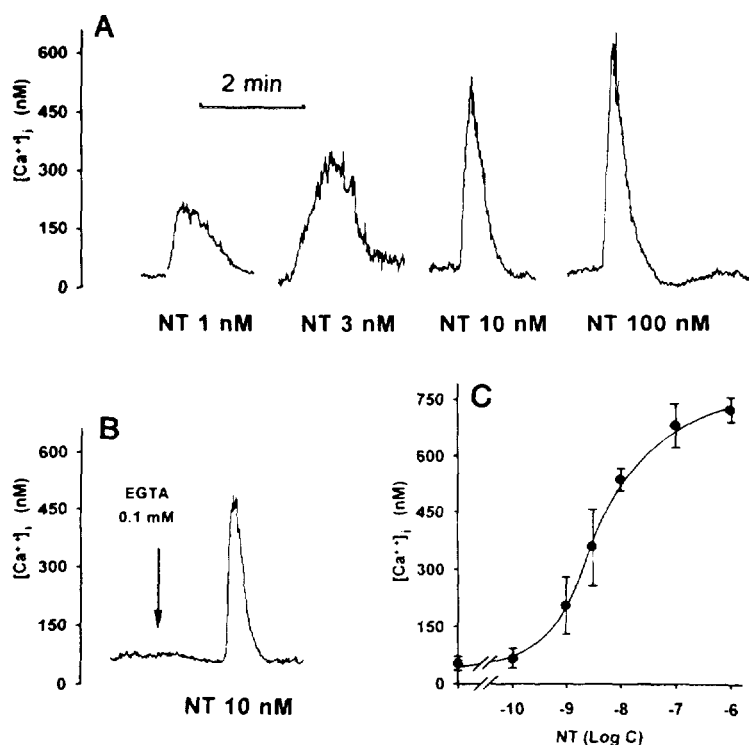 A
[Ca⁺⁺]ᵢ (nM)
600
450
300
150
0
2 min
NT 1 nM
NT 3 nM
NT 10 nM
NT 100 nM
B
[Ca⁺⁺]ᵢ (nM)
600
450
300
150
0
EGTA
0.1 mM
NT 10 nM
C
[Ca⁺⁺]ᵢ (nM)
750
600
450
300
150
0
-10 -9 -8 -7 -6
NT (Log C)